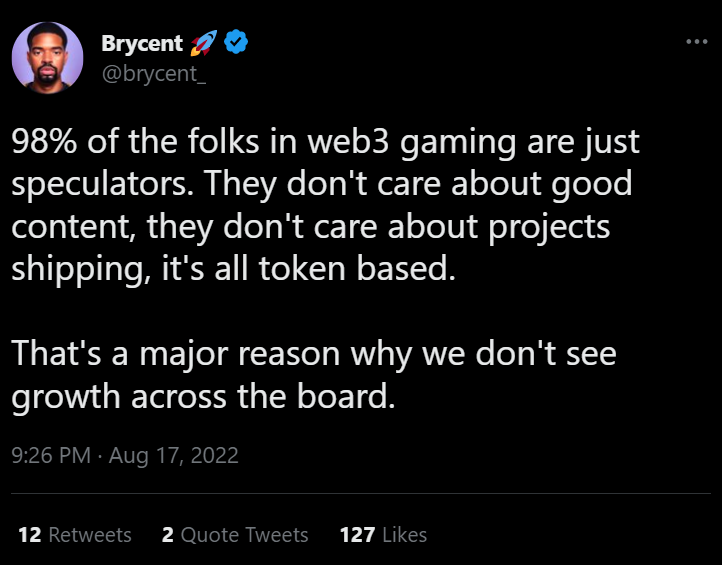 Brycent 🚀
@brycent_
98% of the folks in web3 gaming are just
speculators. They don't care about good
content, they don't care about projects
shipping, it's all token based.
That's a major reason why we don't see
growth across the board.
9:26 PM · Aug 17, 2022
12 Retweets 2 Quote Tweets 127 Likes